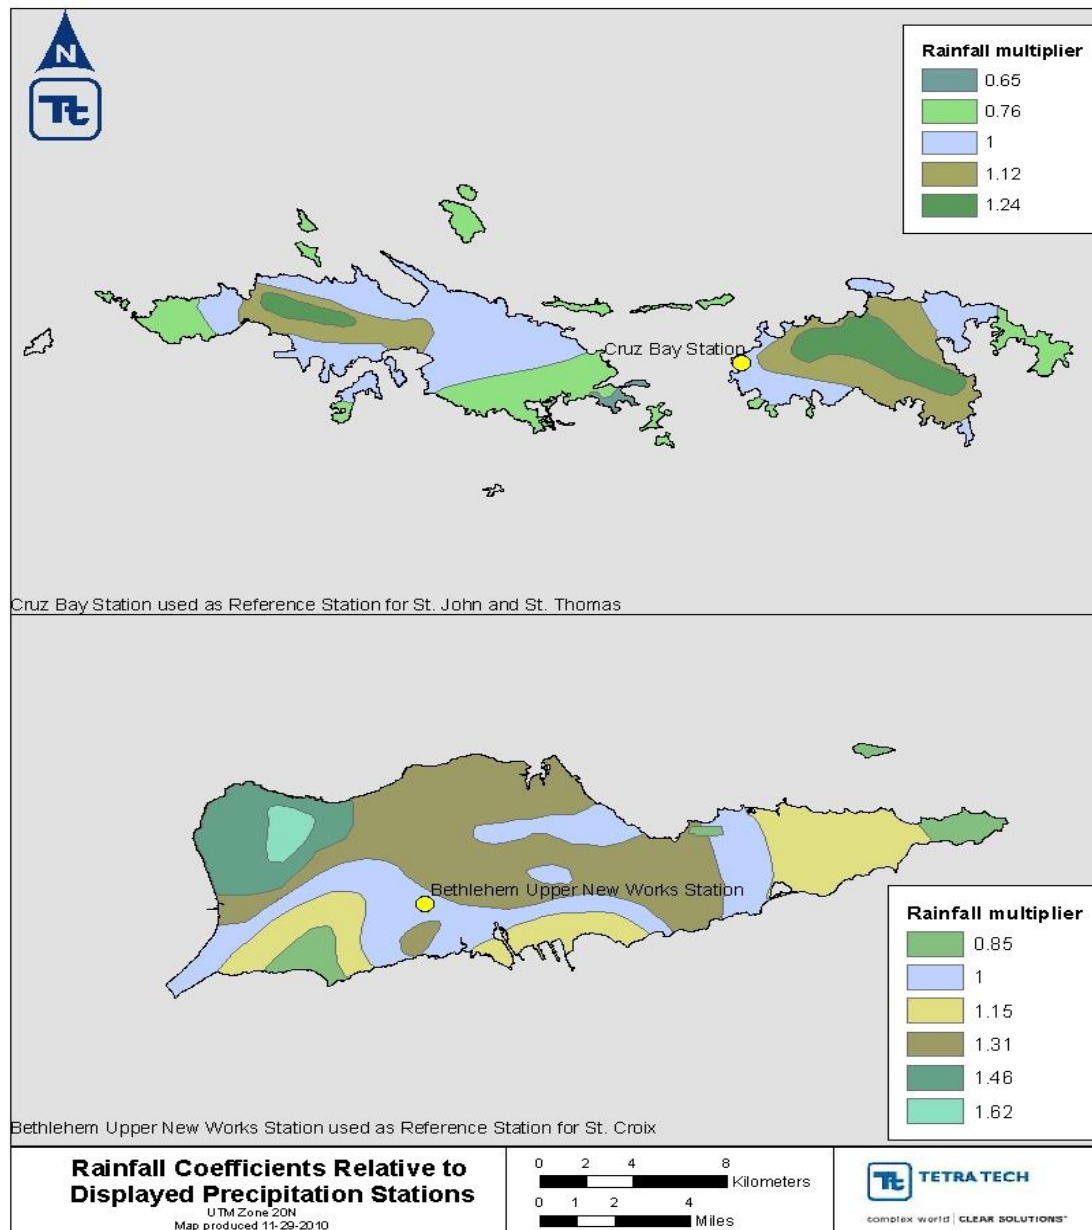 N
Tt
Rainfall multiplier
0.65
0.76
1
1.12
1.24
Cruz Bay Station
Cruz Bay Station used as Reference Station for St. John and St. Thomas
Bethlehem Upper New Works Station
Rainfall multiplier
0.85
1
1.15
1.31
1.46
1.62
Bethlehem Upper New Works Station used as Reference Station for St. Croix
Rainfall Coefficients Relative to
Displayed Precipitation Stations
UTM Zone 20N
Map produced 11-29-2010
0 2 4 8
Kilometers
0 1 2 4
Miles
Tt TETRA TECH
complex world | CLEAR SOLUTIONS™